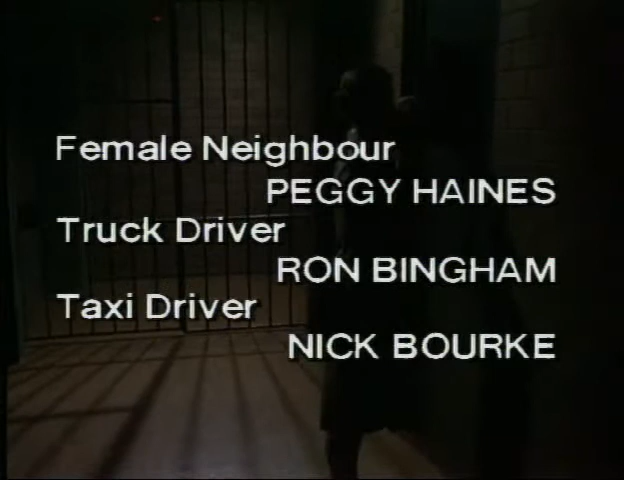 Female Neighbour
PEGGY HAINES
Truck Driver
RON BINGHAM
Taxi Driver
NICK BOURKE